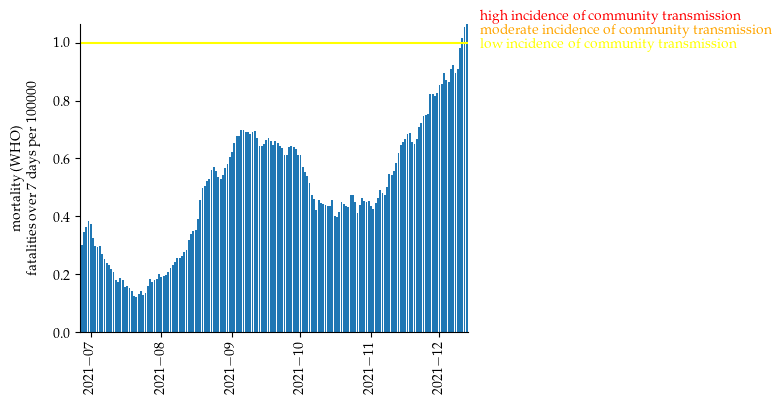 high incidence of community transmission
moderate incidence of community transmission
low incidence of community transmission
mortality (WHO)
fatalities over 7 days per 100000
1.0
0.8
0.6
0.4
0.2
0.0
2021−07
2021−08
2021−09
2021−10
2021−11
2021−12